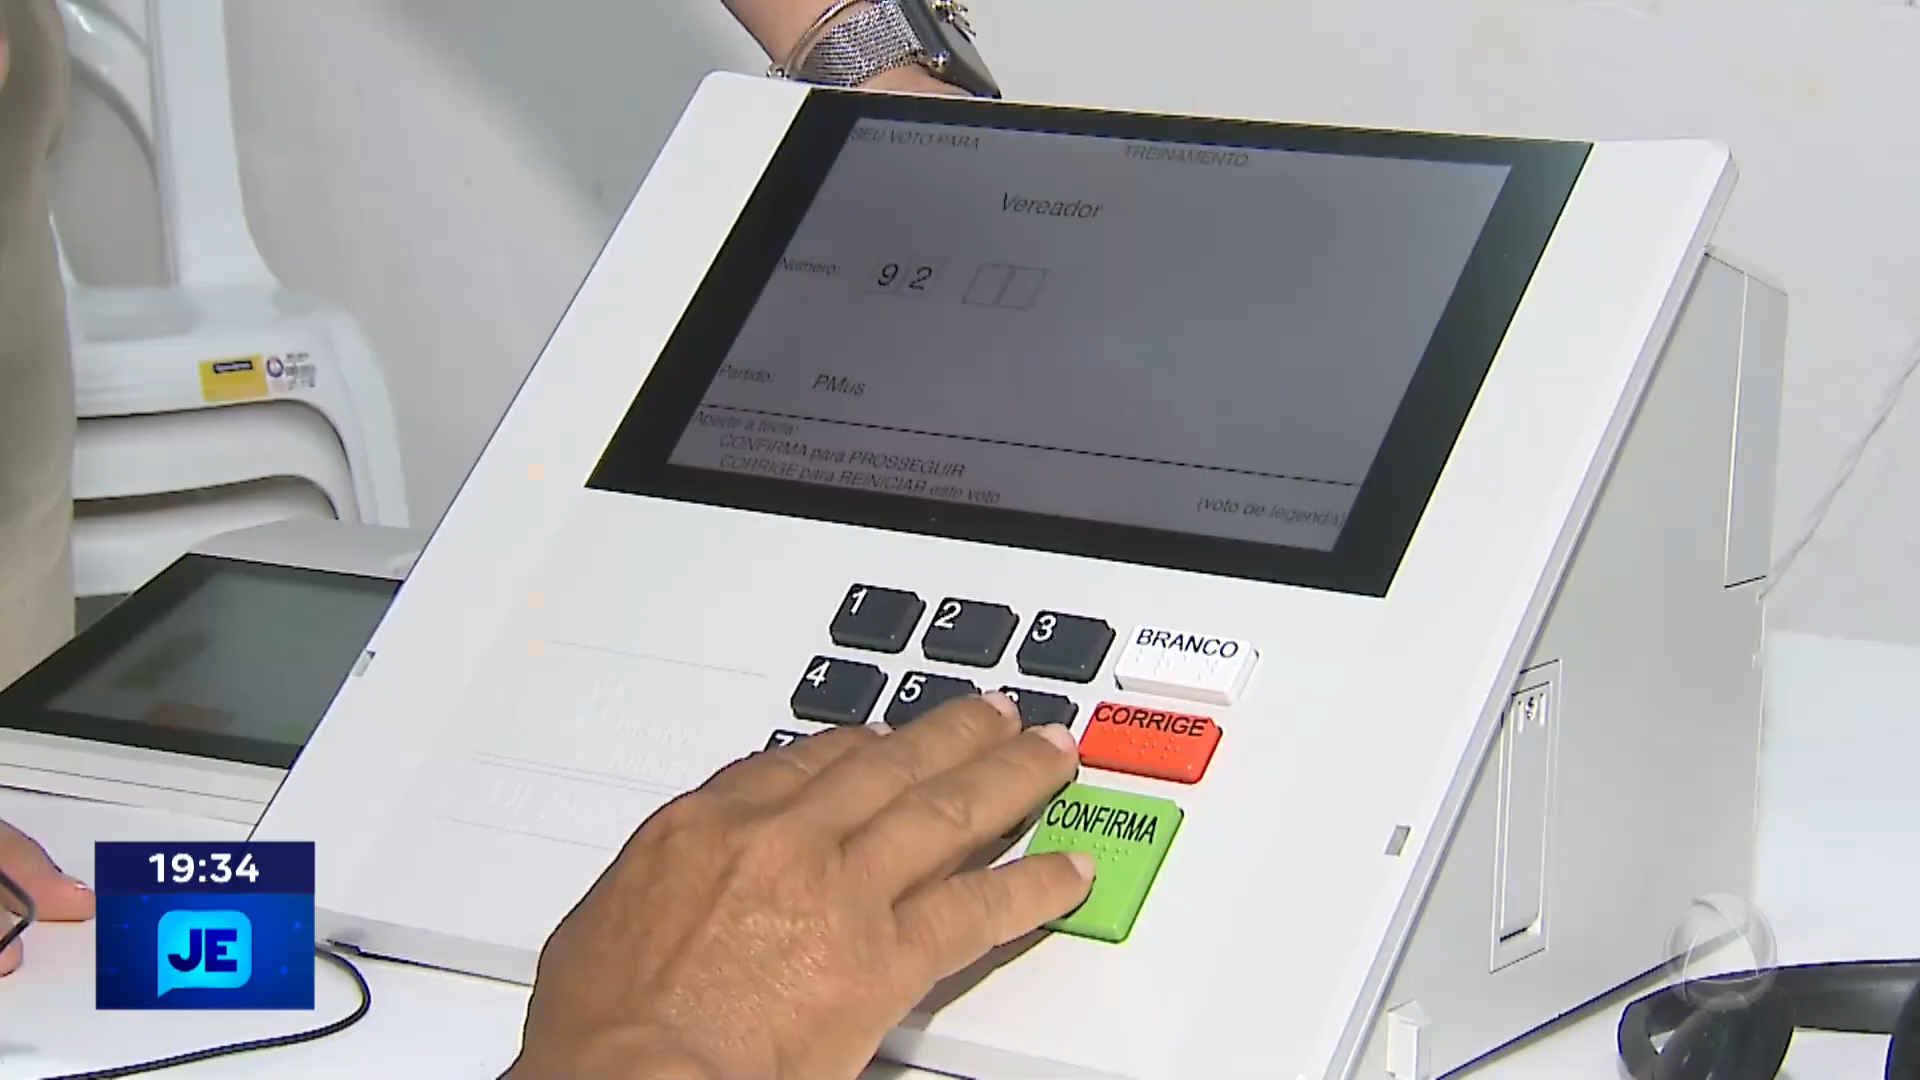 SEU VOTO PARA
TREINAMENTO
Vereador
Número: 9 2
Partido: PMus
Aperte a tecla:
CONFIRMA para PROSSEGUIR
CORRIGE para REINICIAR este voto
(voto de legenda)
1 2 3 BRANCO
4 5 CORRIGE
7
CONFIRMA
19:34
JE